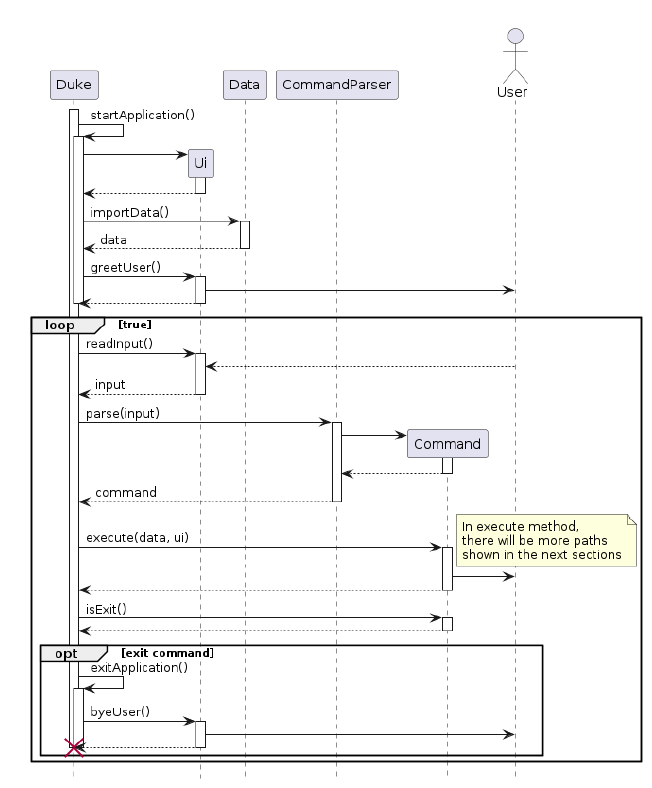 User
Duke
Data
CommandParser
startApplication()
Ui
importData()
data
greetUser()
loop
[true]
readInput()
input
parse(input)
Command
command
In execute method,
there will be more paths
shown in the next sections
execute(data, ui)
isExit()
opt
[exit command]
exitApplication()
byeUser()